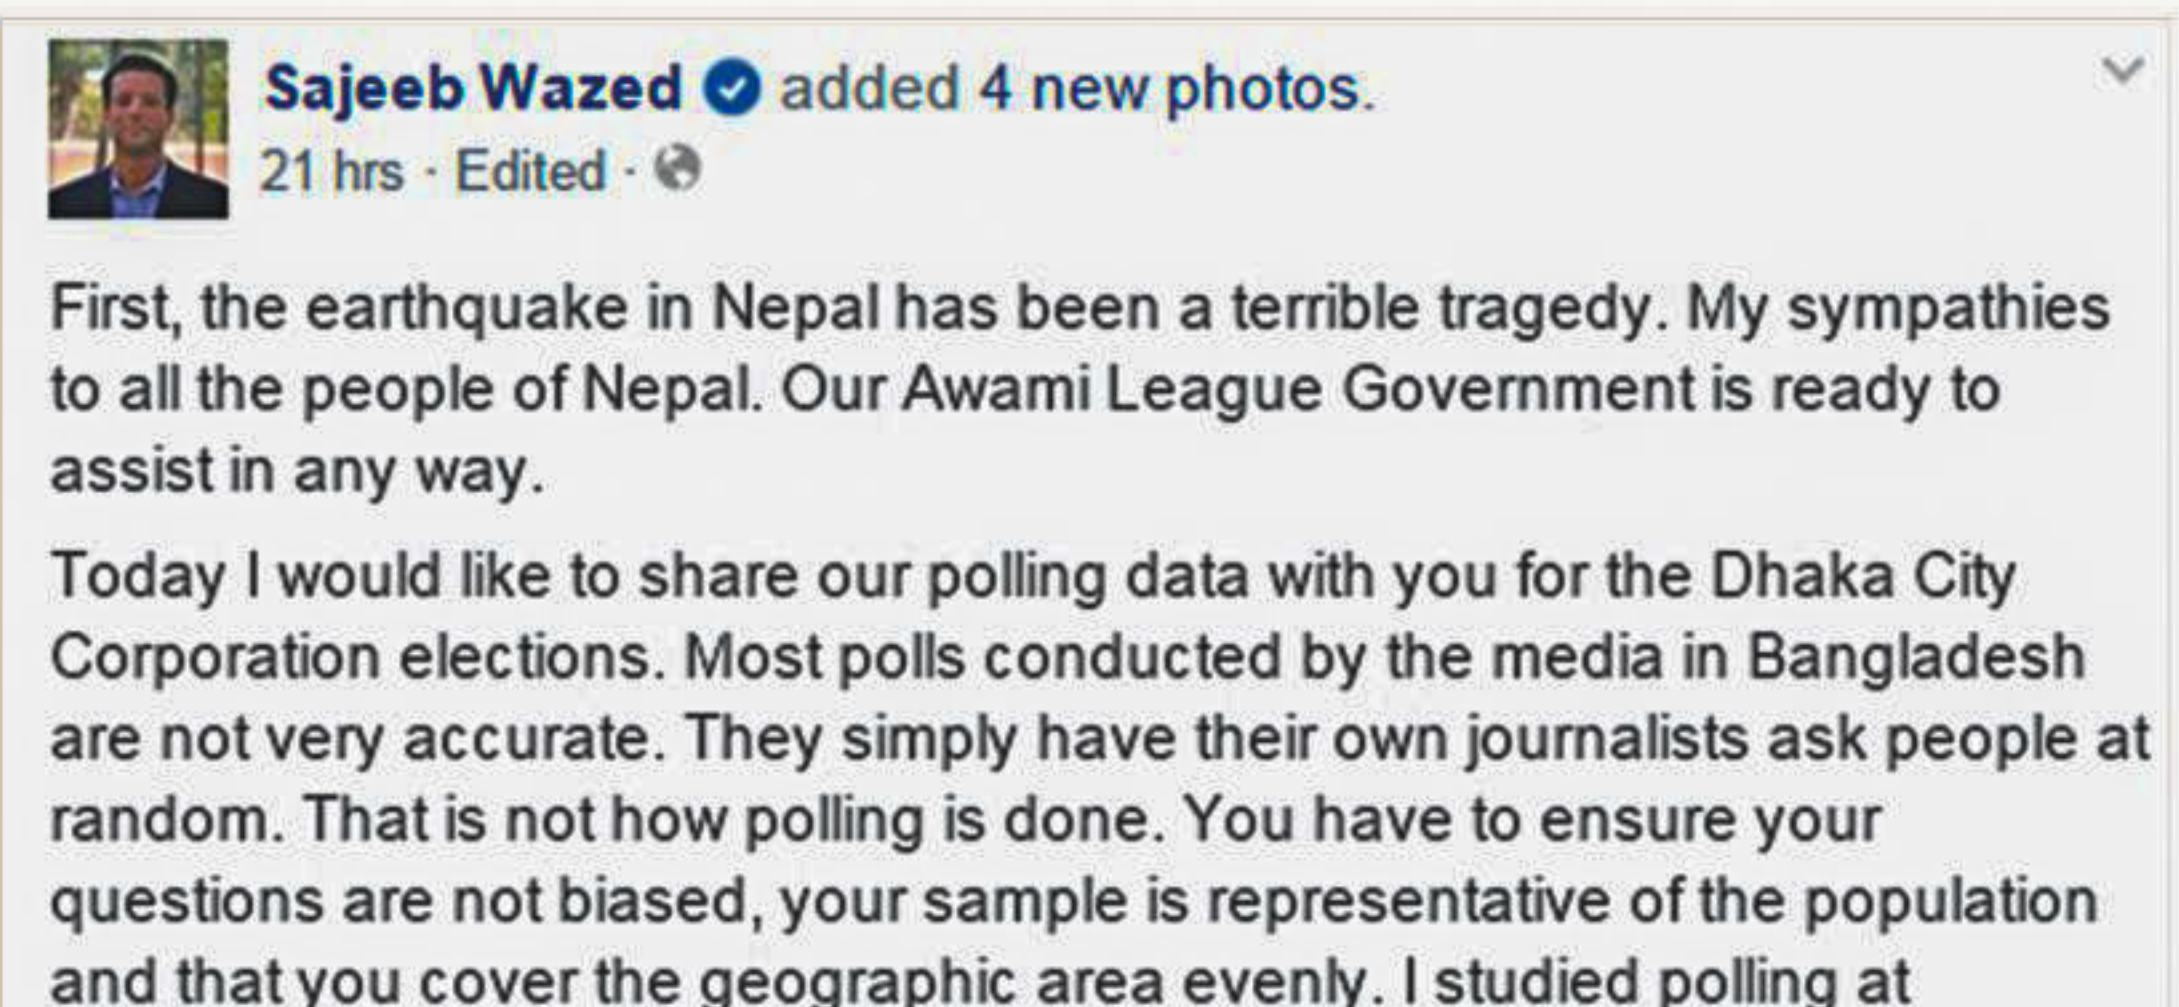 Sajeeb Wazed added 4 new photos.
21 hrs · Edited ·
First, the earthquake in Nepal has been a terrible tragedy. My sympathies
to all the people of Nepal. Our Awami League Government is ready to
assist in any way.
Today I would like to share our polling data with you for the Dhaka City
Corporation elections. Most polls conducted by the media in Bangladesh
are not very accurate. They simply have their own journalists ask people at
random. That is not how polling is done. You have to ensure your
questions are not biased, your sample is representative of the population
and that you cover the geographic area evenly. I studied polling at